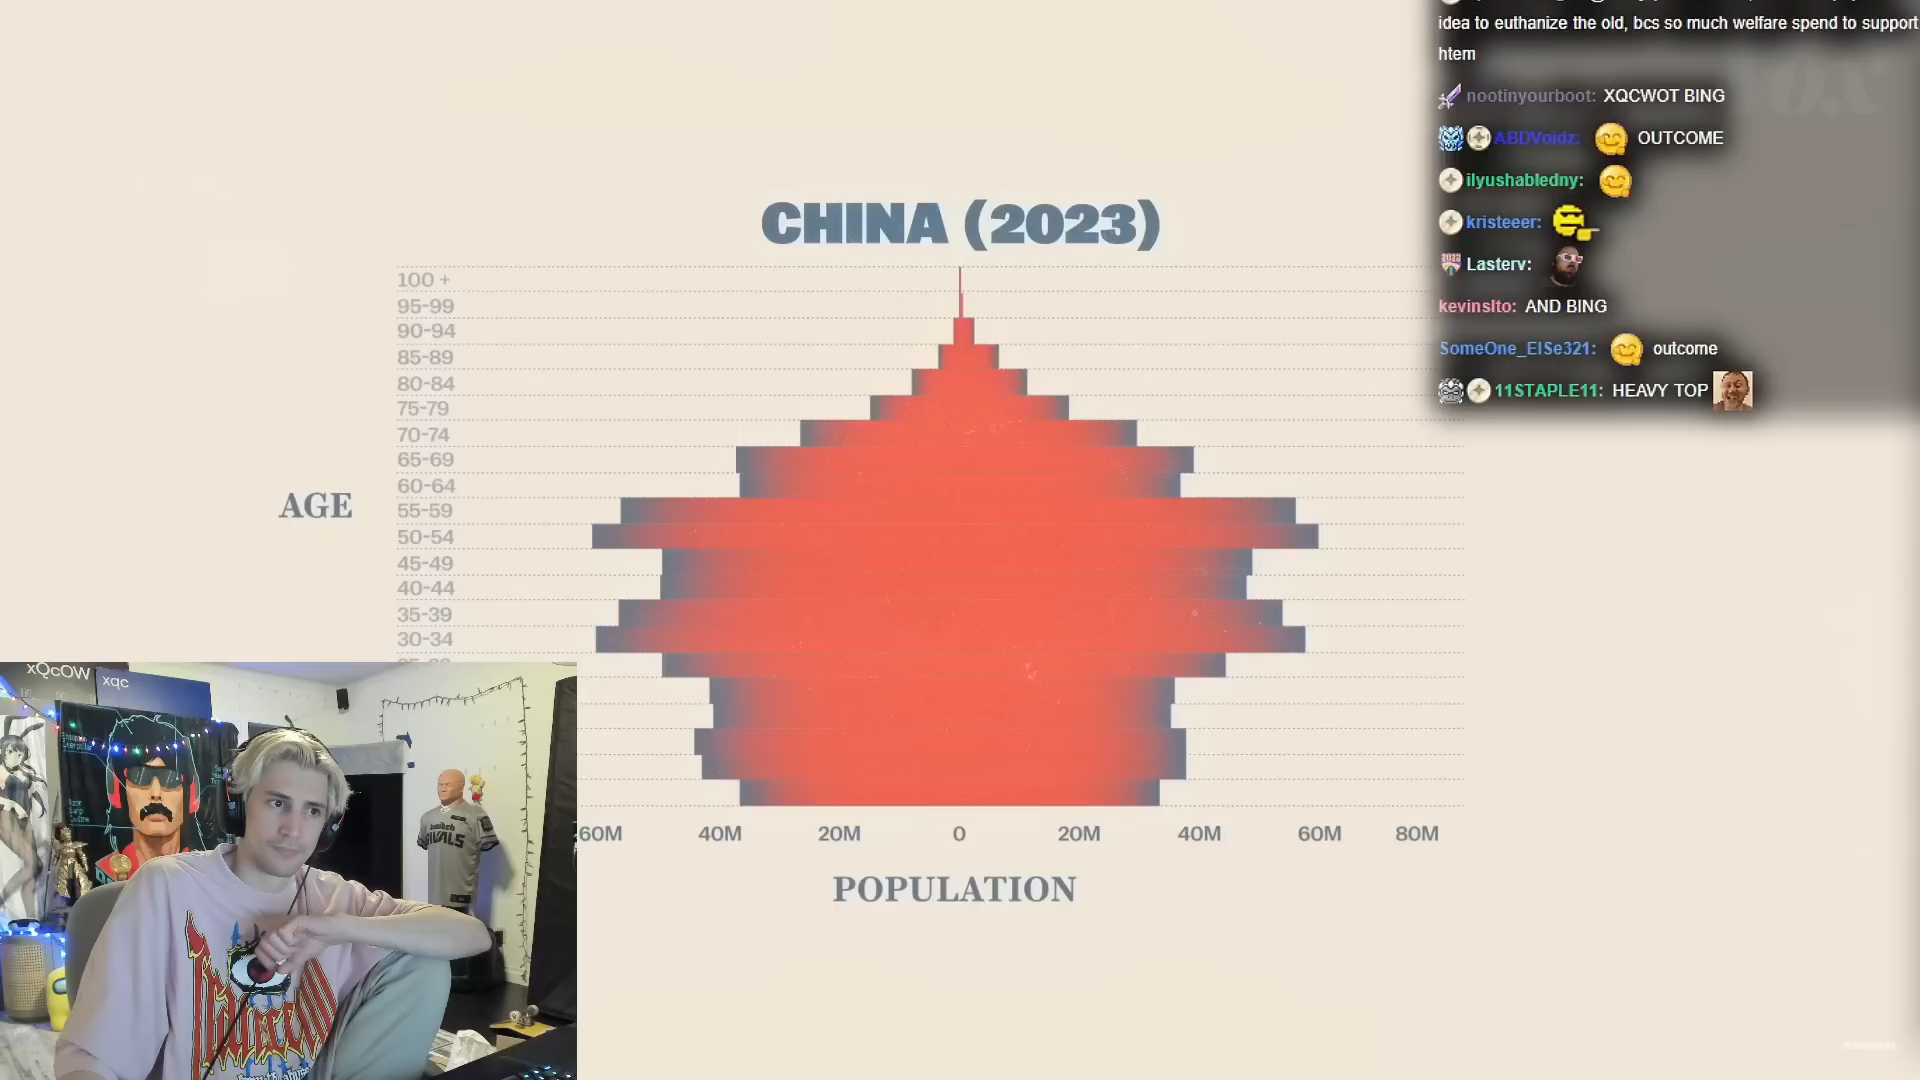 idea to euthanize the old, bcs so much welfare spend to support
htem
nootinyourboot: XQCWOT BING
ABDVoidz: OUTCOME
ilyushabledny:
kristeeer:
Lasterv:
kevinslto: AND BING
SomeOne_ElSe321: outcome
11STAPLE11: HEAVY TOP
CHINA (2023)
100 +
95-99
90-94
85-89
80-84
75-79
70-74
65-69
60-64
AGE
55-59
50-54
45-49
40-44
35-39
30-34
60M 40M 20M 0 20M 40M 60M 80M
POPULATION
xQcOW
xqc
twitch
RIVALS